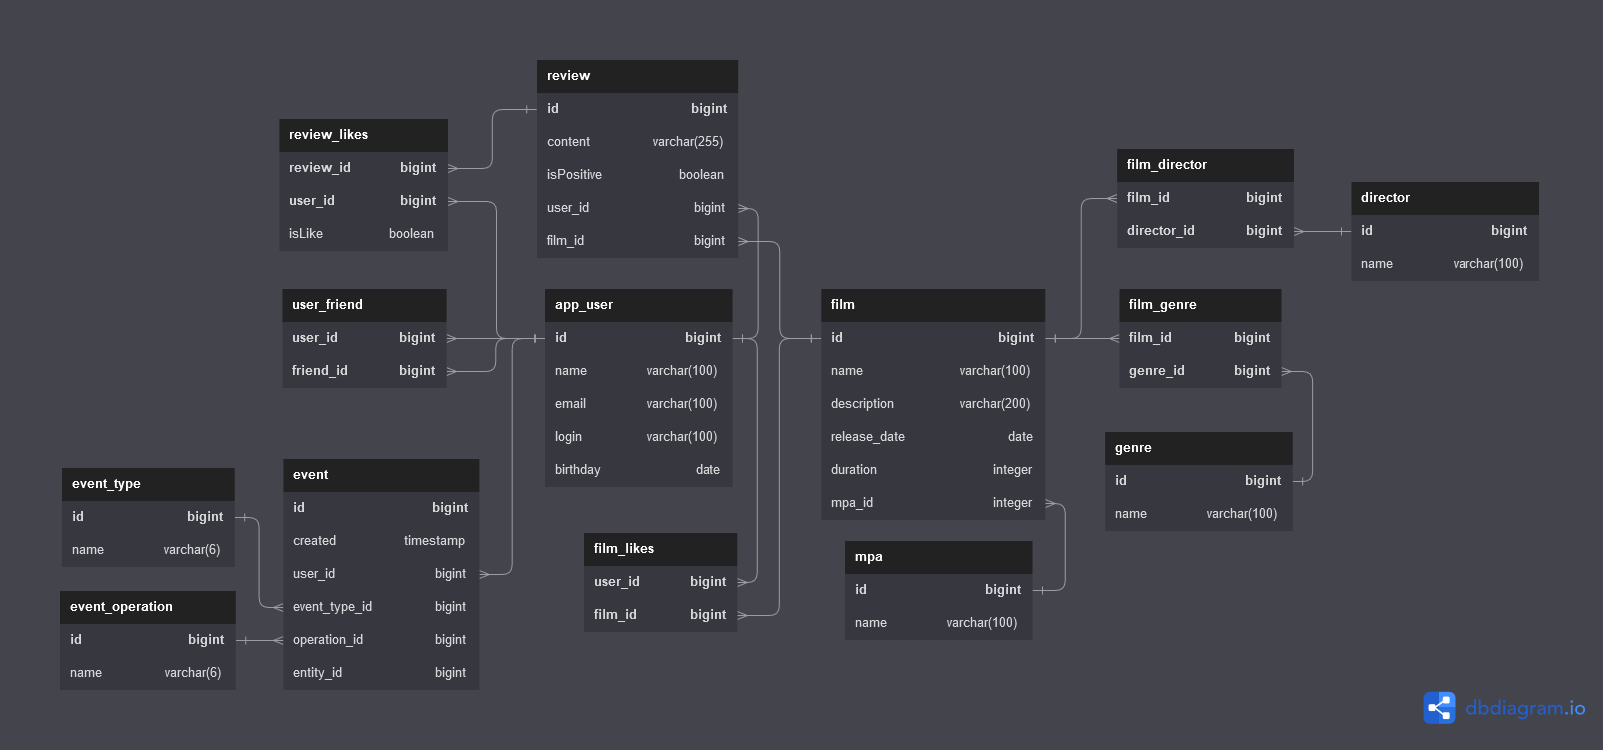 review
id bigint
content varchar(255)
isPositive boolean
user_id bigint
film_id bigint
review_likes
review_id bigint
user_id bigint
isLike boolean
film_director
film_id bigint
director_id bigint
director
id bigint
name varchar(100)
user_friend
user_id bigint
friend_id bigint
app_user
id bigint
name varchar(100)
email varchar(100)
login varchar(100)
birthday date
film
id bigint
name varchar(100)
description varchar(200)
release_date date
duration integer
mpa_id integer
film_genre
film_id bigint
genre_id bigint
genre
id bigint
name varchar(100)
event_type
id bigint
name varchar(6)
event
id bigint
created timestamp
user_id bigint
event_type_id bigint
operation_id bigint
entity_id bigint
event_operation
id bigint
name varchar(6)
film_likes
user_id bigint
film_id bigint
mpa
id bigint
name varchar(100)
dbdiagram.io